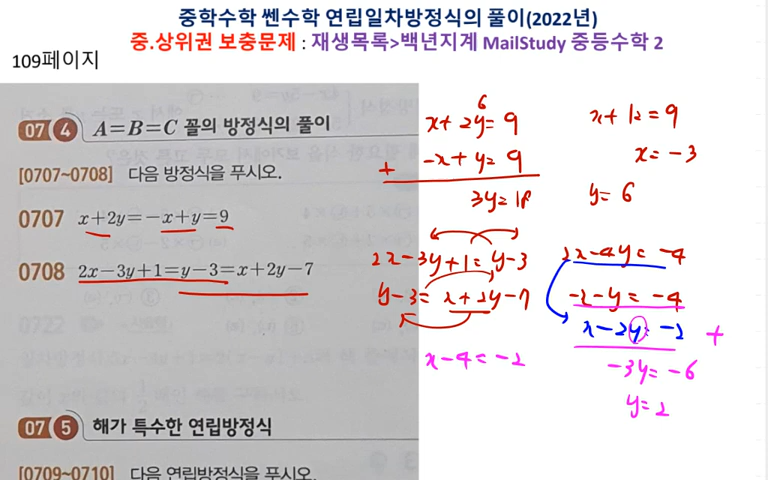 중학수학 쎈수학 연립일차방정식의 풀이(2022년)
중.상위권 보충문제 : 재생목록>백년지계 MailStudy 중등수학 2
109페이지
07 4 A=B=C 꼴의 방정식의 풀이
[0707~0708] 다음 방정식을 푸시오.
0707 x+2y=-x+y=9
0708 2x-3y+1=y-3=x+2y-7
07 5 해가 특수한 연립방정식
[0709~0710] 다음 연립방정식을 푸시오.
6
x+2y=9
-x+y=9
+
3y=18
x+12=9
x=-3
y=6
2x-3y+1=y-3
y-3=x+2y-7
x-4=-2
2x-4y=-4
-x-y=-4
x-2y=-2
+
-3y=-6
y=2